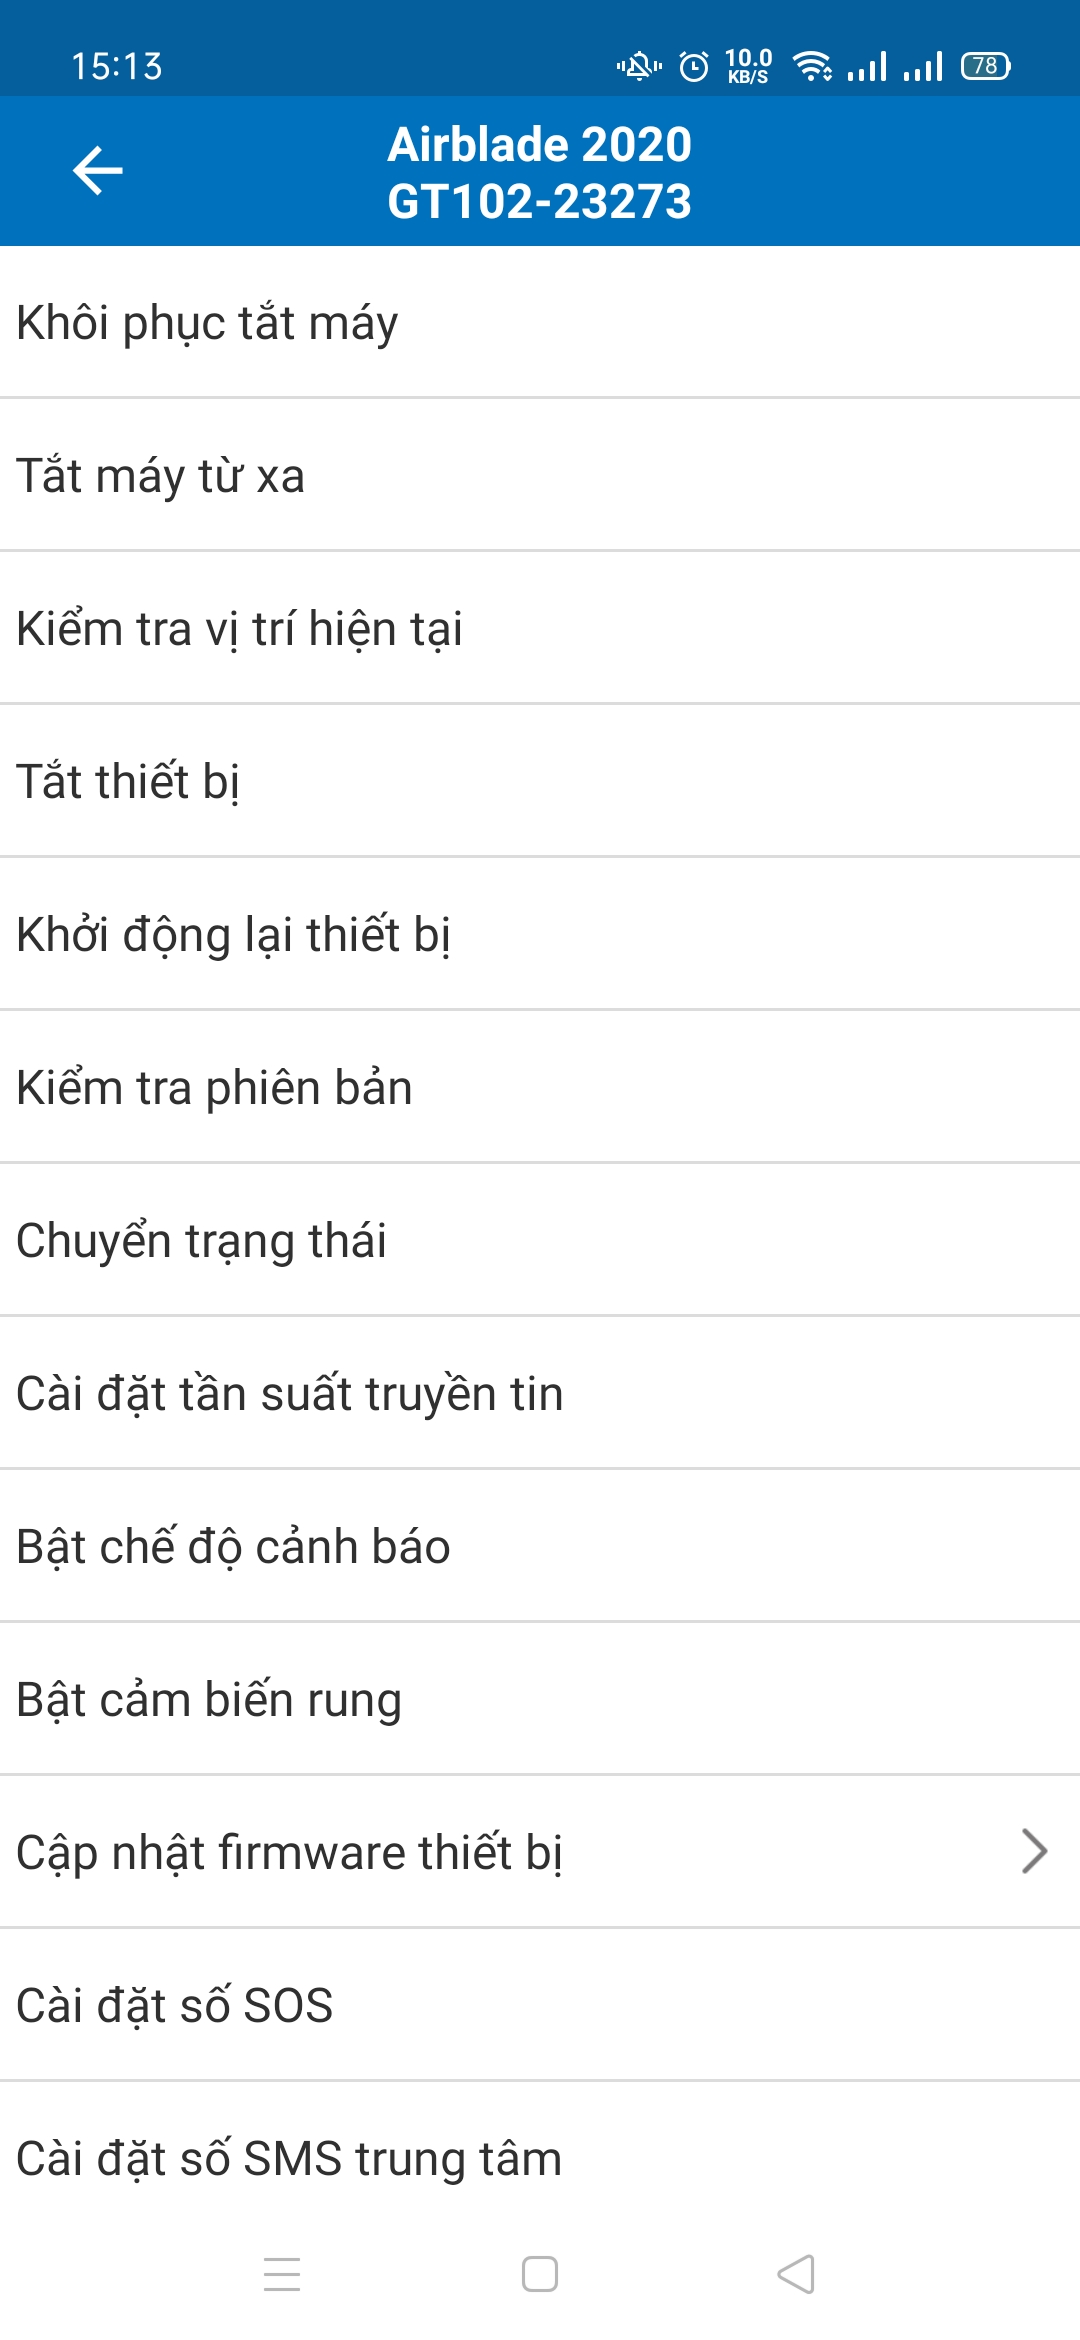 15:13
10.0
KB/S
78
Airblade 2020
GT102-23273
Khôi phục tắt máy
Tắt máy từ xa
Kiểm tra vị trí hiện tại
Tắt thiết bị
Khởi động lại thiết bị
Kiểm tra phiên bản
Chuyển trạng thái
Cài đặt tần suất truyền tin
Bật chế độ cảnh báo
Bật cảm biến rung
Cập nhật firmware thiết bị
Cài đặt số SOS
Cài đặt số SMS trung tâm